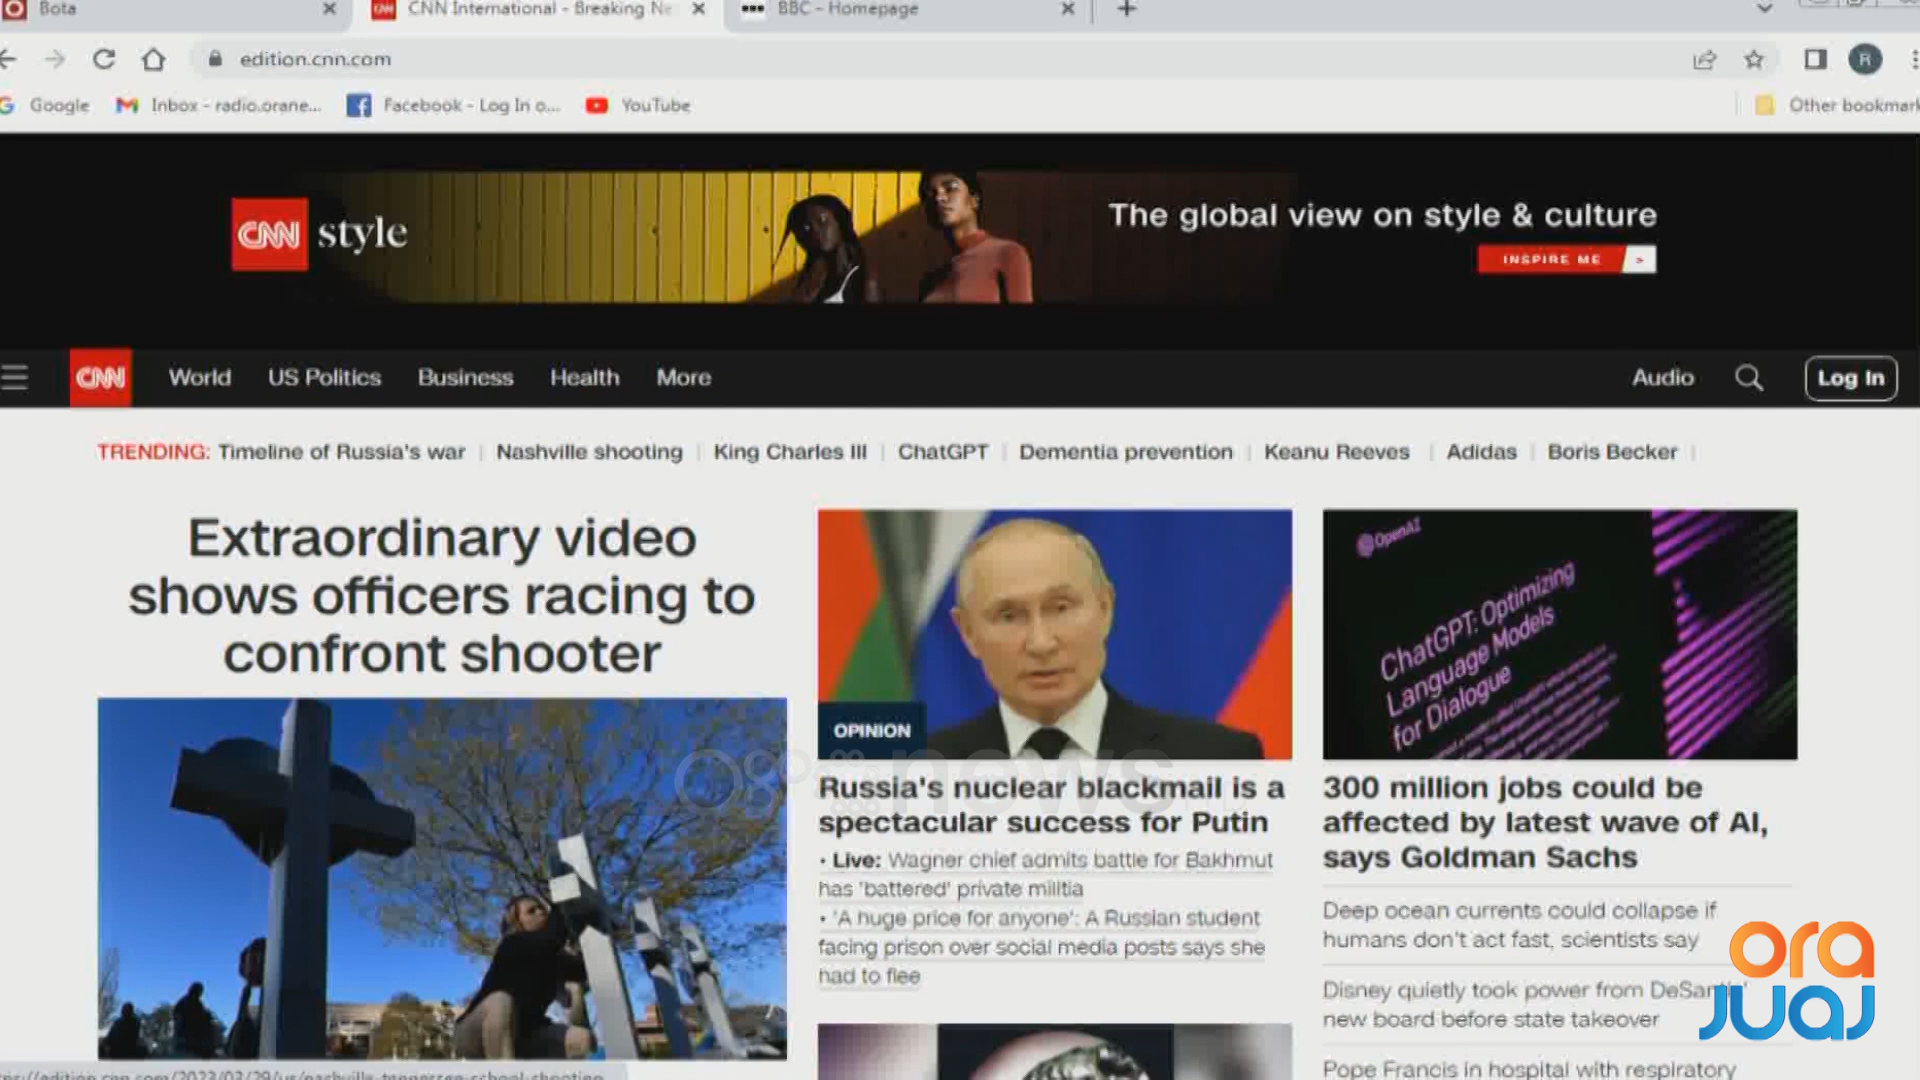 Bota
CNN International - Breaking Ne
BBC - Homepage
edition.cnn.com
R
Google
Inbox - radio.orane...
Facebook - Log In o...
YouTube
Other bookmark
CNN style
The global view on style & culture
INSPIRE ME >
CNN
World
US Politics
Business
Health
More
Audio
Log In
TRENDING: Timeline of Russia's war | Nashville shooting | King Charles III | ChatGPT | Dementia prevention | Keanu Reeves | Adidas | Boris Becker |
Extraordinary video
shows officers racing to
confront shooter
OPINION
Russia's nuclear blackmail is a
spectacular success for Putin
• Live: Wagner chief admits battle for Bakhmut
has 'battered' private militia
• 'A huge price for anyone': A Russian student
facing prison over social media posts says she
had to flee
OpenAI
ChatGPT: Optimizing
Language Models
for Dialogue
300 million jobs could be
affected by latest wave of AI,
says Goldman Sachs
Deep ocean currents could collapse if
humans don't act fast, scientists say
Disney quietly took power from DeSantis'
new board before state takeover
Pope Francis in hospital with respiratory
news
ora
JUAJ